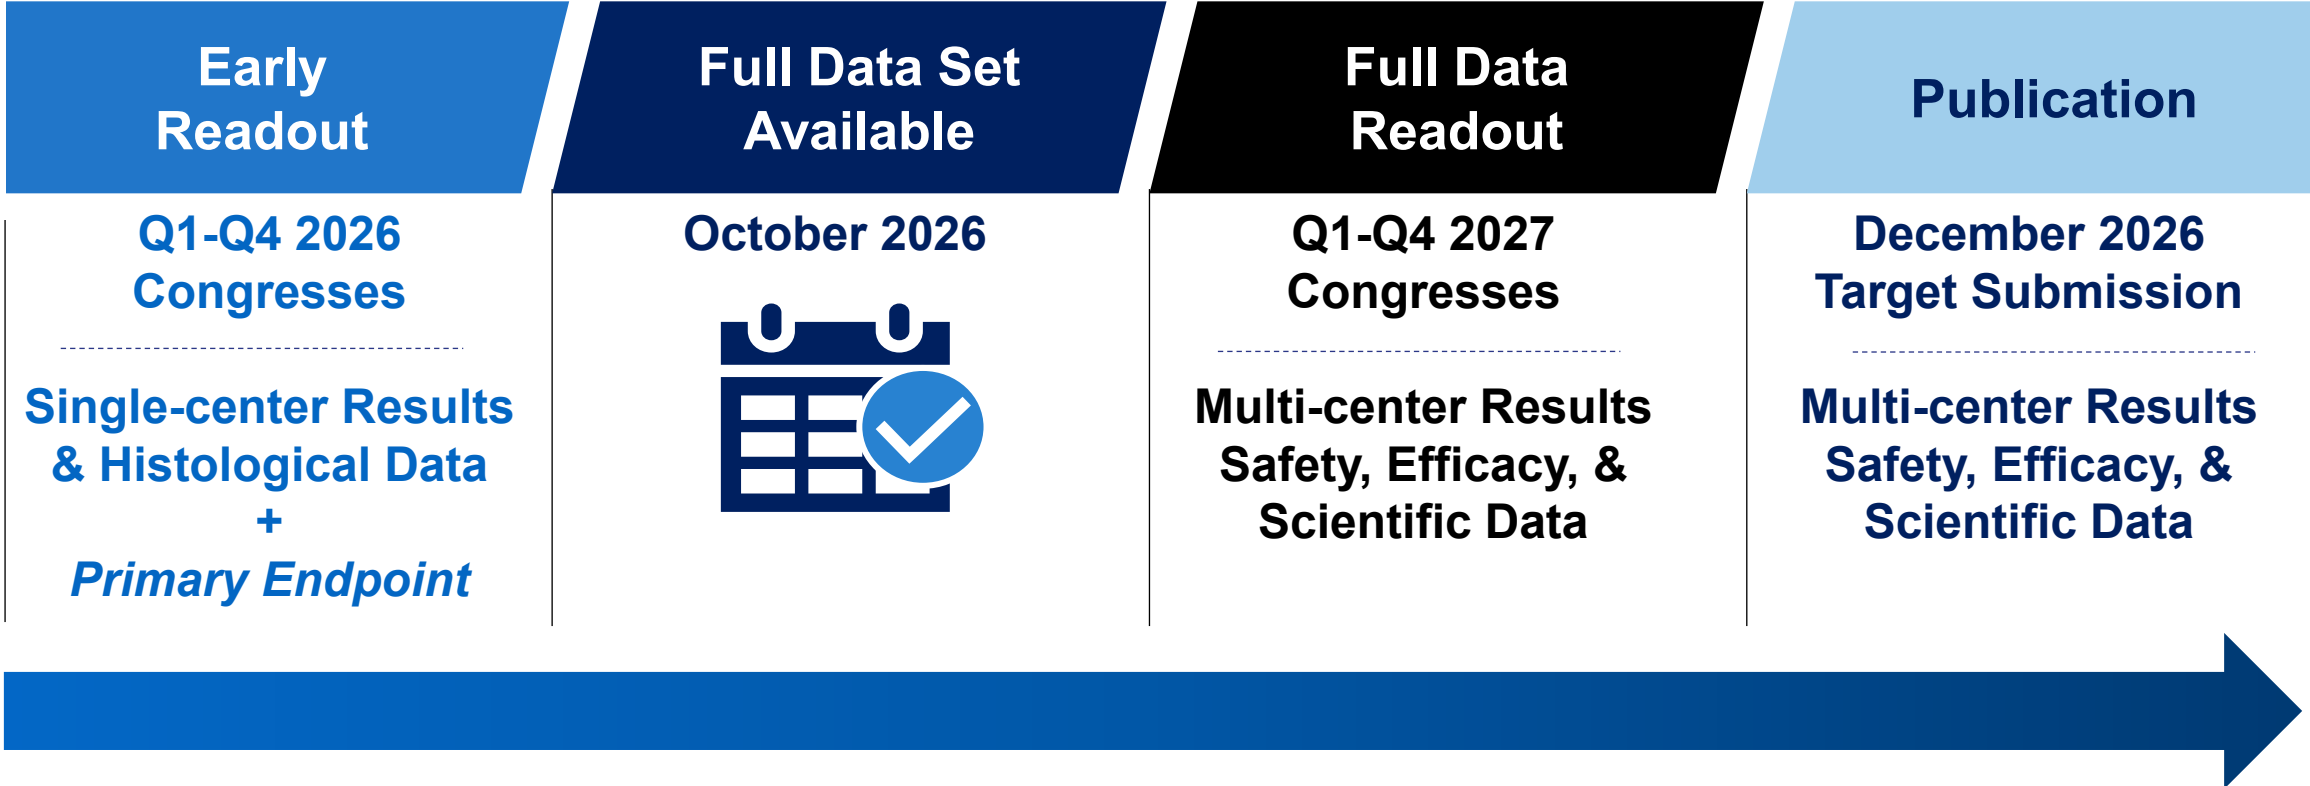 Early
Readout
Q1-Q4 2026
Congresses
Single-center Results
& Histological Data
+
Primary Endpoint
Full Data Set
Available
October 2026
Full Data
Readout
Q1-Q4 2027
Congresses
Multi-center Results
Safety, Efficacy, &
Scientific Data
Publication
December 2026
Target Submission
Multi-center Results
Safety, Efficacy, &
Scientific Data